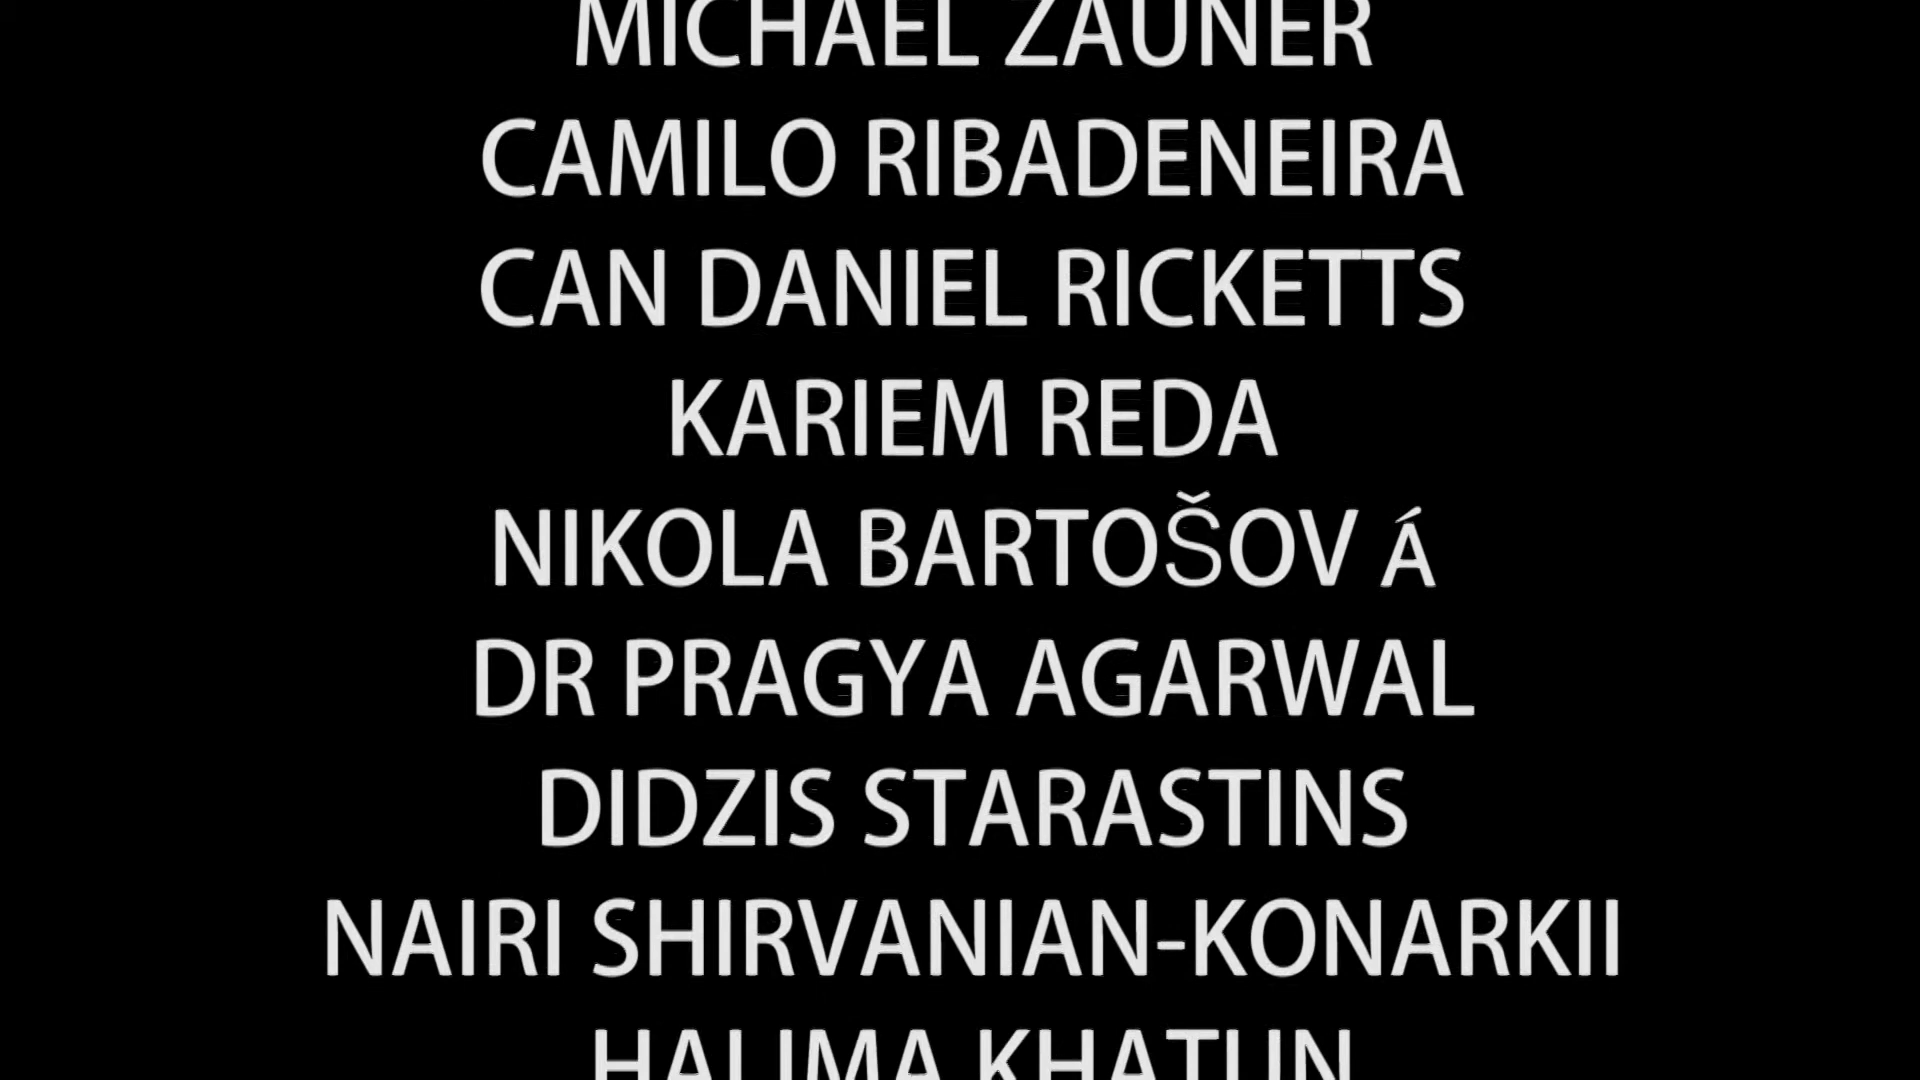 MICHAEL ZAUNER
CAMILO RIBADENEIRA
CAN DANIEL RICKETTS
KARIEM REDA
NIKOLA BARTOŠOV Á
DR PRAGYA AGARWAL
DIDZIS STARASTINS
NAIRI SHIRVANIAN-KONARKII
HALIMA KHATUN